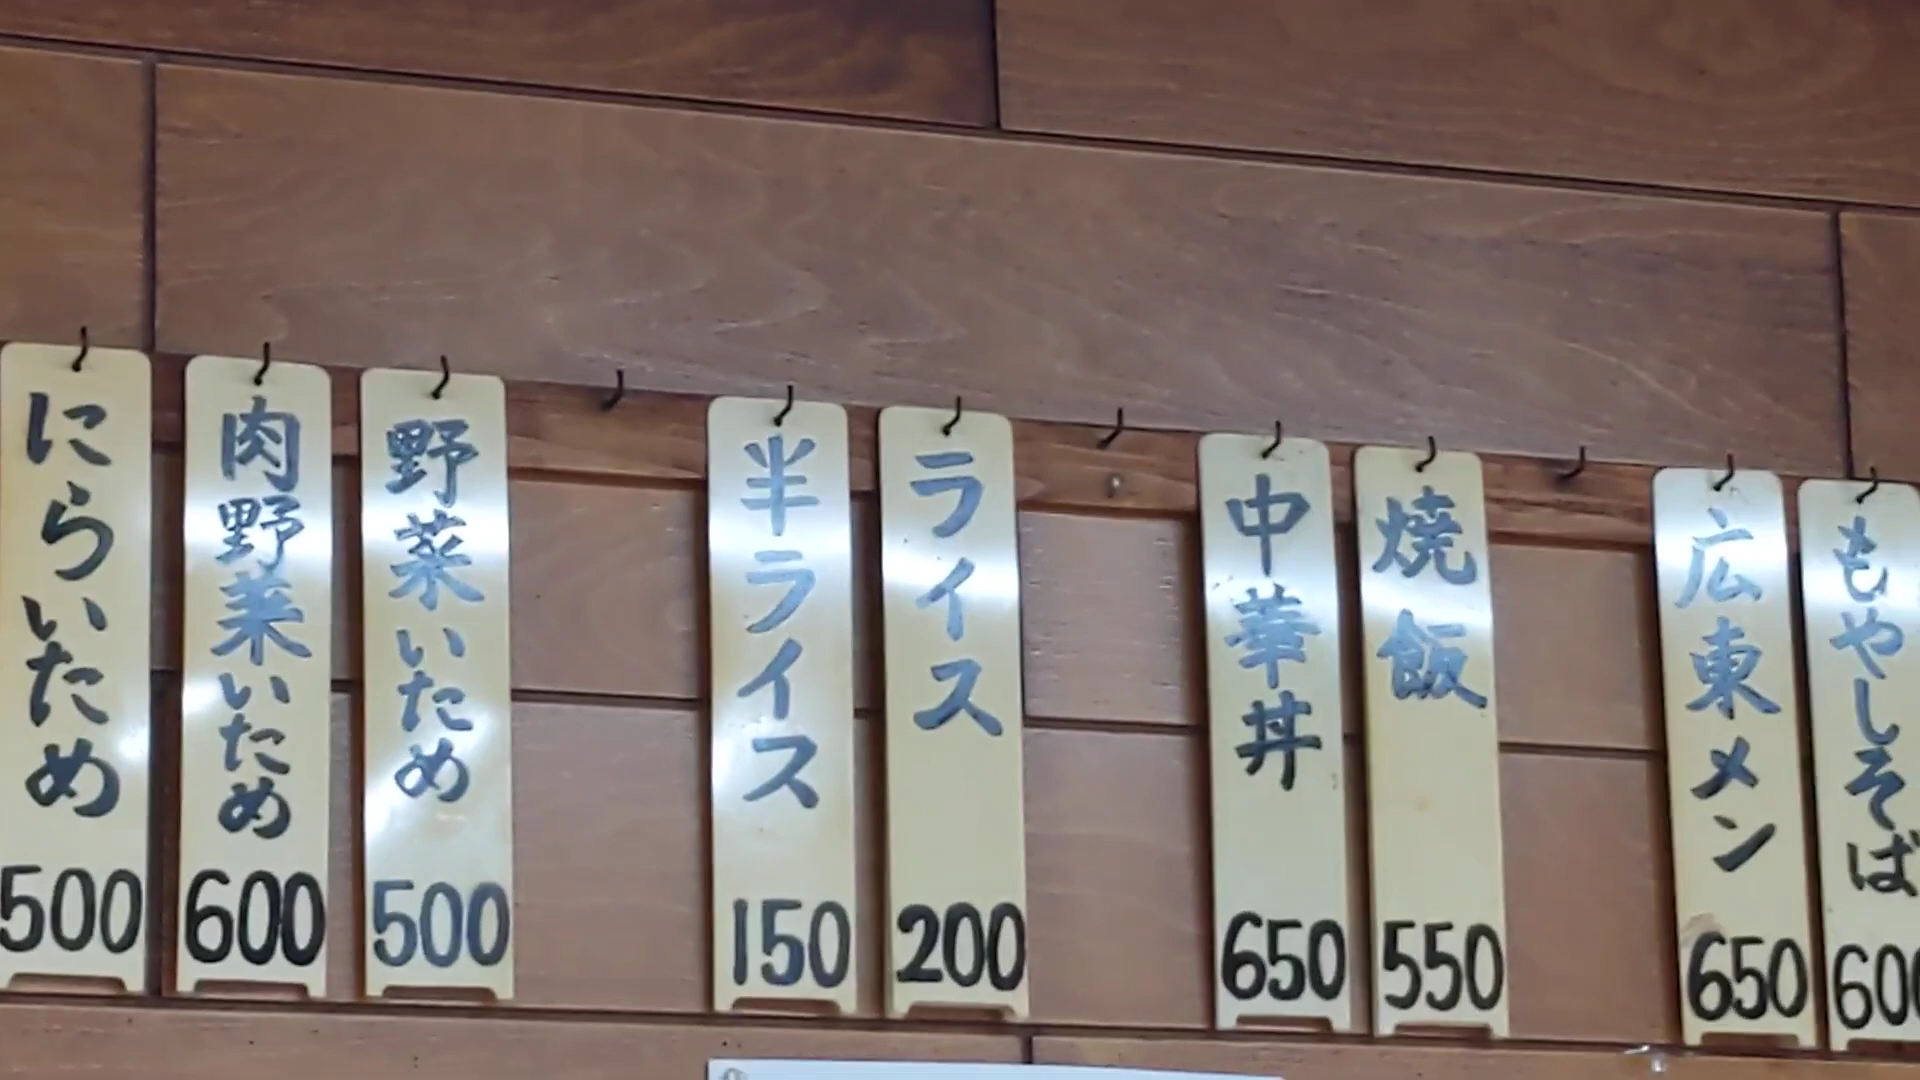 にらいため
500
肉野菜いため
600
野菜いため
500
半ライス
150
ライス
200
中華丼
650
焼飯
550
広東メン
650
もやしそば
600